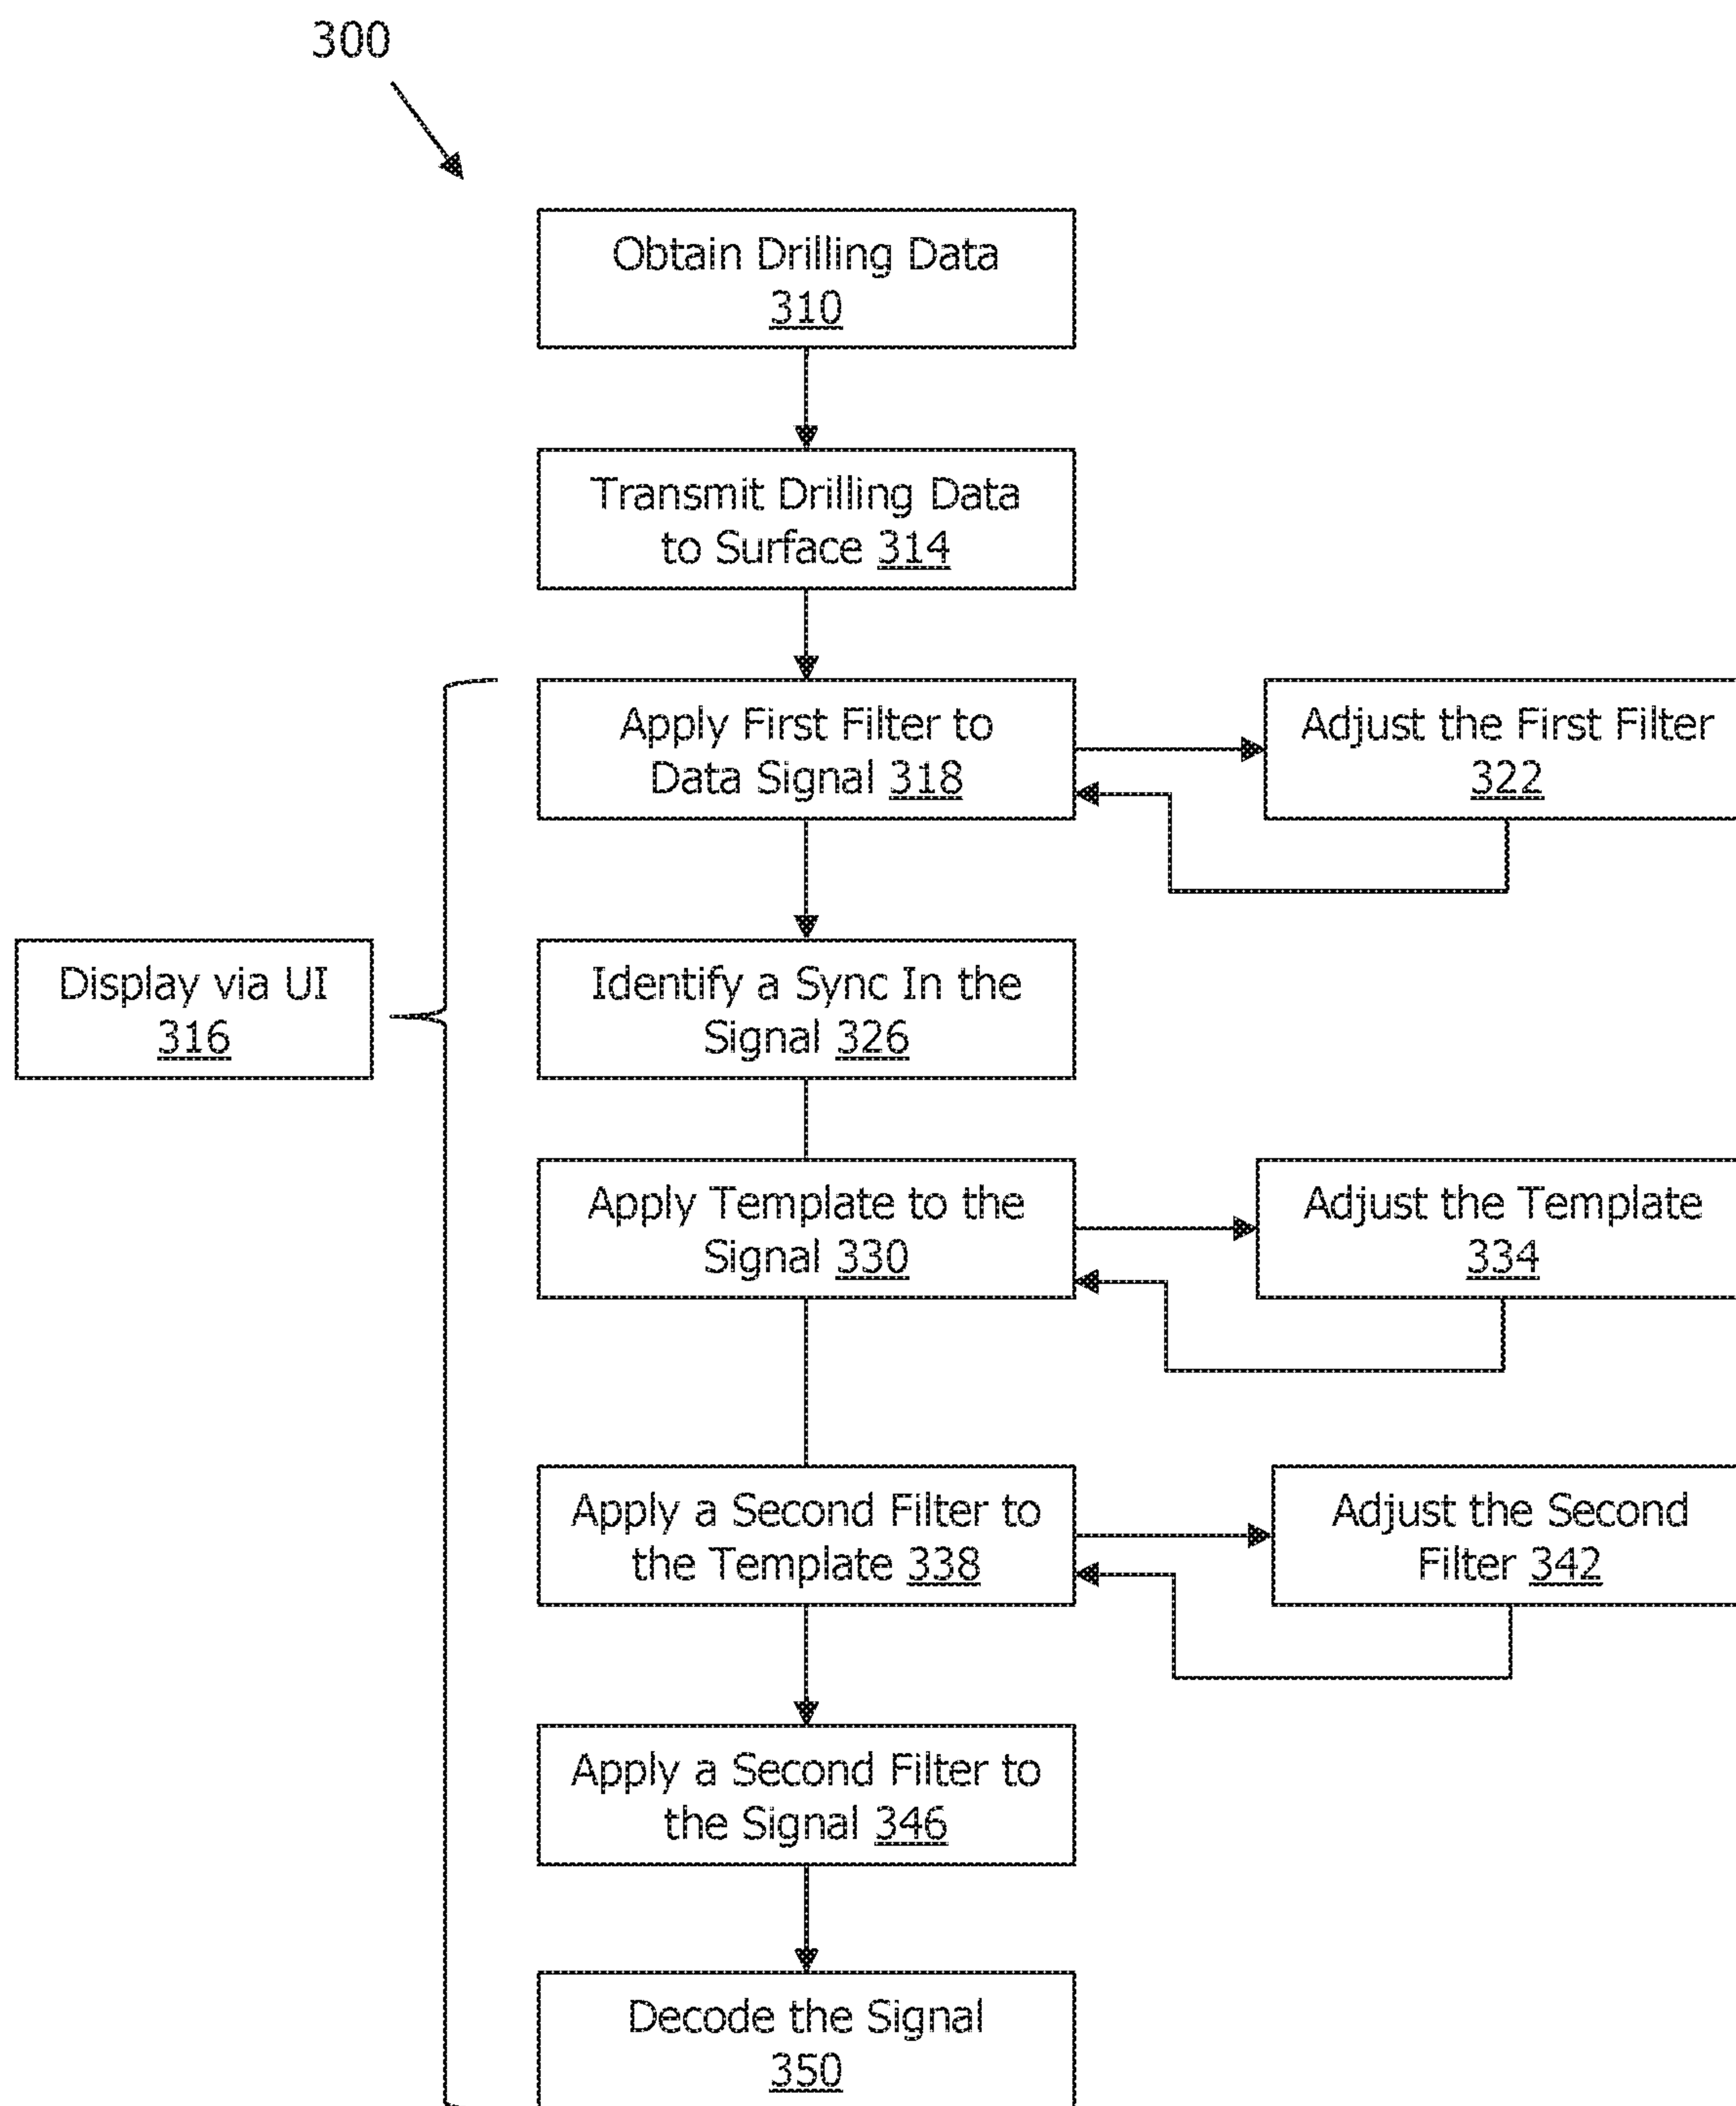 300
Obtain Drilling Data
310
Transmit Drilling Data
to Surface 314
Apply First Filter to
Data Signal 318
Adjust the First Filter
322
Display via UI
316
Identify a Sync In the
Signal 326
Apply Template to the
Signal 330
Adjust the Template
334
Apply a Second Filter to
the Template 338
Adjust the Second
Filter 342
Apply a Second Filter to
the Signal 346
Decode the Signal
350